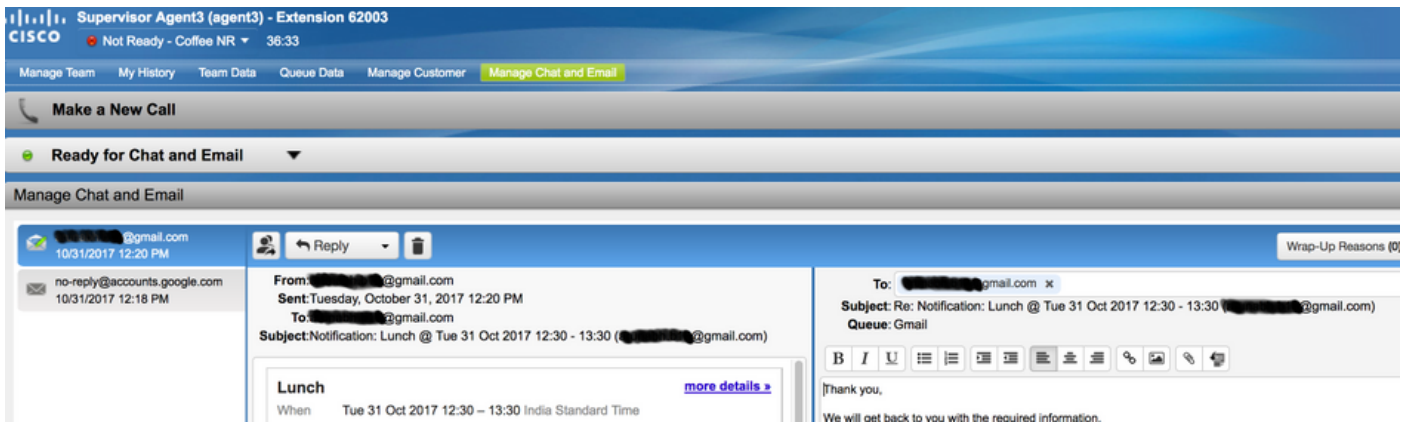 Supervisor Agent3 (agent3) - Extension 62003
CISCO
Not Ready - Coffee NR 36:33
Manage Team My History Team Data Queue Data Manage Customer Manage Chat and Email
Make a New Call
Ready for Chat and Email
Manage Chat and Email
@gmail.com
10/31/2017 12:20 PM
no-reply@accounts.google.com
10/31/2017 12:18 PM
Reply
Wrap-Up Reasons (0)
From: @gmail.com
Sent:Tuesday, October 31, 2017 12:20 PM
To: @gmail.com
Subject:Notification: Lunch @ Tue 31 Oct 2017 12:30 - 13:30 ( @gmail.com)
Lunch
more details »
When Tue 31 Oct 2017 12:30 – 13:30 India Standard Time
To: gmail.com x
Subject: Re: Notification: Lunch @ Tue 31 Oct 2017 12:30 - 13:30 ( @gmail.com)
Queue: Gmail
B I U
Thank you,
We will get back to you with the required information.